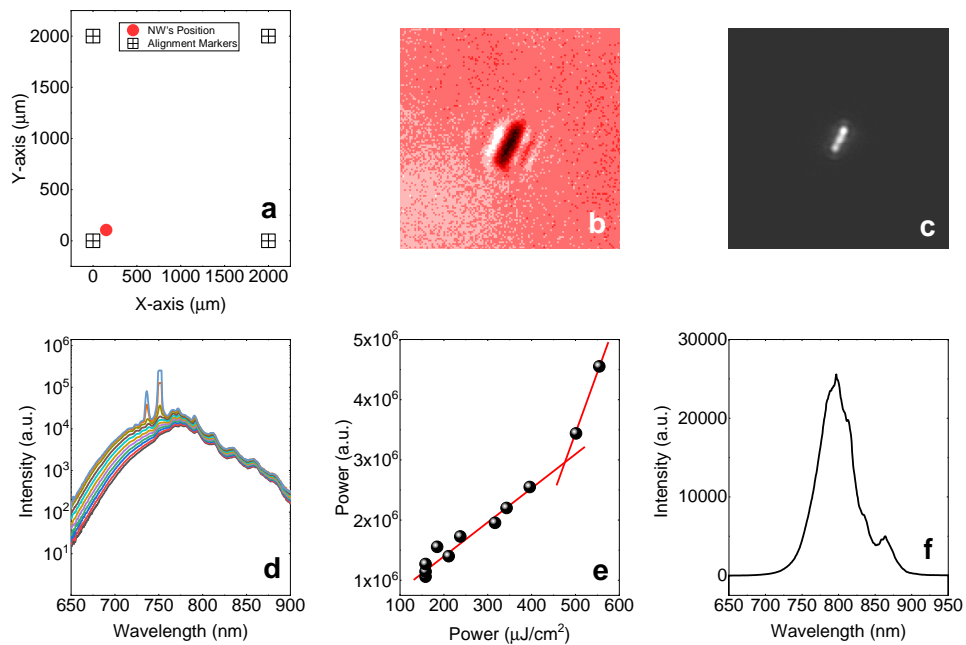 2000
1500
1000
500
0
Y-axis (μm)
NW's Position
Alignment Markers
a
0 500 1000 1500 2000
X-axis (μm)
b
c
10⁶
10⁵
10⁴
10³
10²
10¹
Intensity (a.u.)
d
650 700 750 800 850 900
Wavelength (nm)
5x10⁶
4x10⁶
3x10⁶
2x10⁶
1x10⁶
Power (a.u.)
e
100 200 300 400 500 600
Power (μJ/cm²)
30000
20000
10000
0
Intensity (a.u.)
f
650 700 750 800 850 900 950
Wavelength (nm)